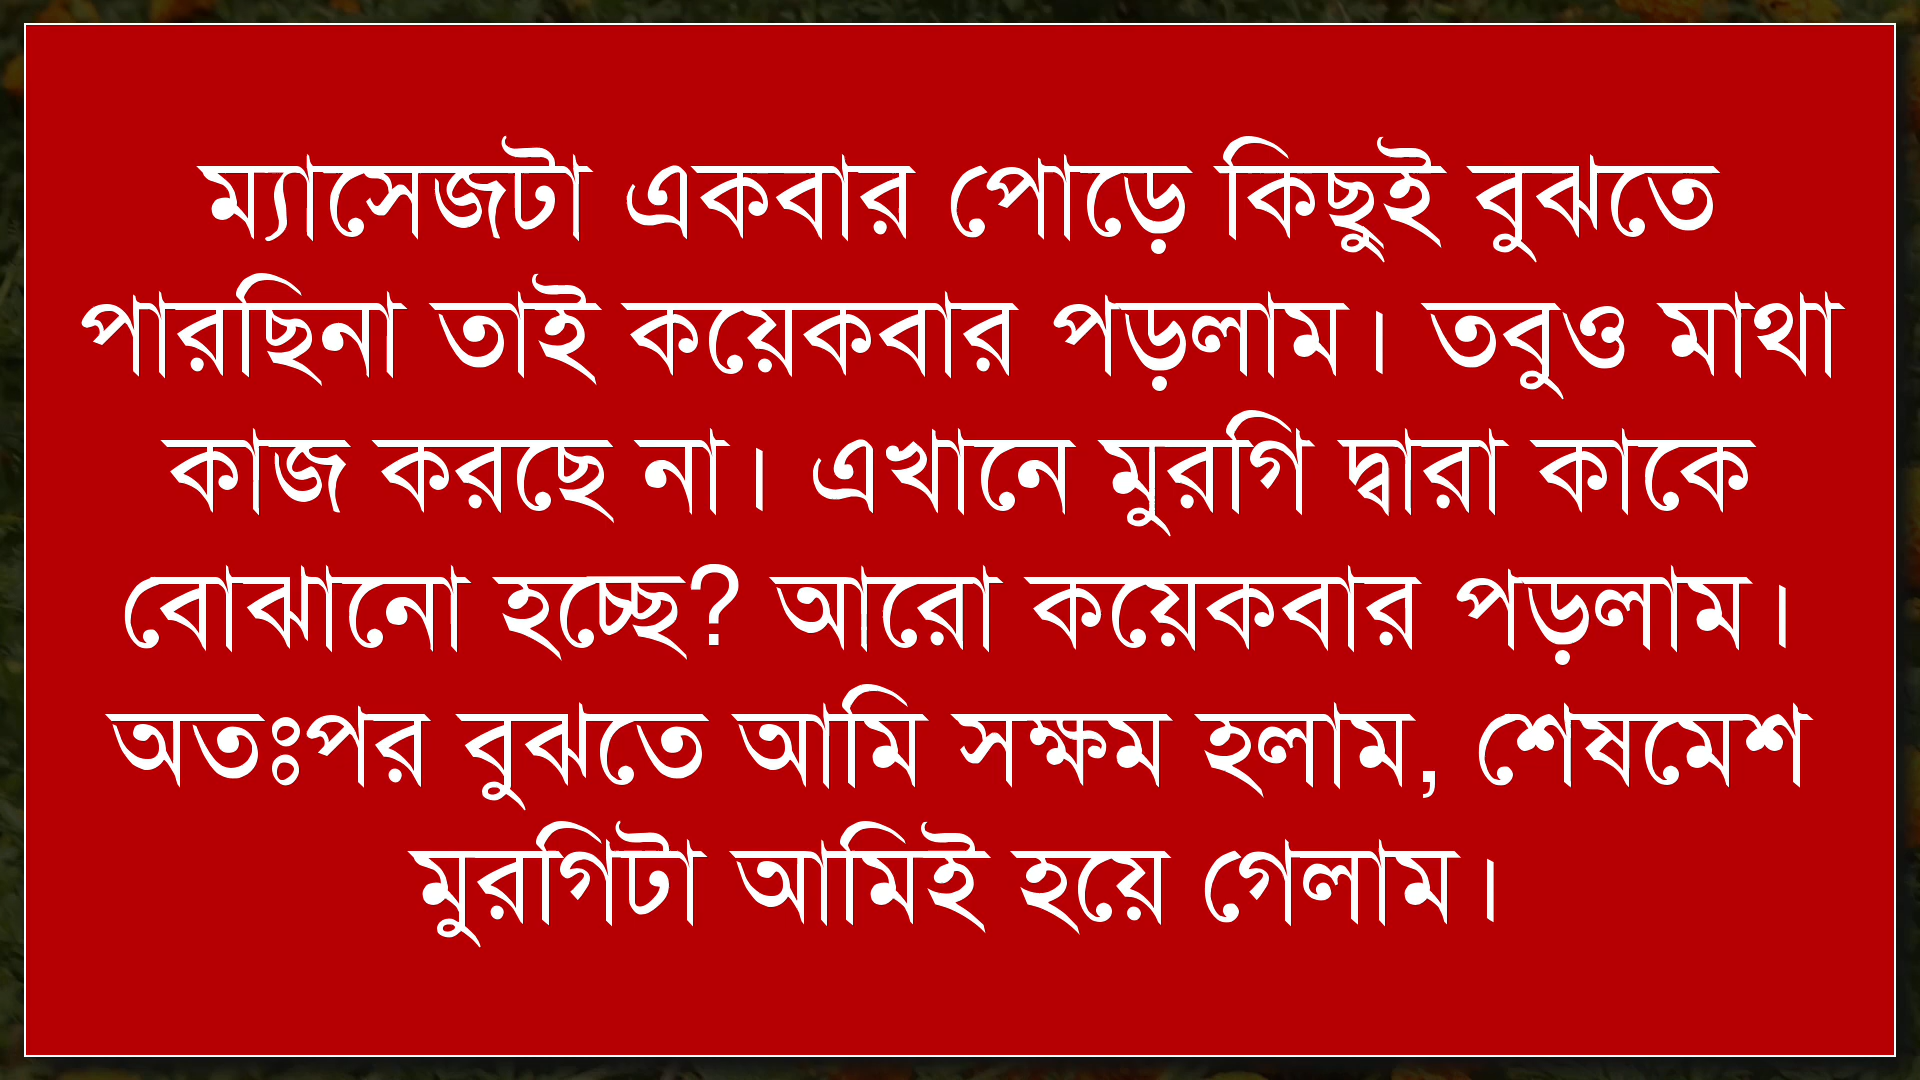 ম্যাসেজটা একবার পোড়ে কিছুই বুঝতে
পারছিনা তাই কয়েকবার পড়লাম। তবুও মাথা
কাজ করছে না। এখানে মুরগি দ্বারা কাকে
বোঝানো হচ্ছে? আরো কয়েকবার পড়লাম।
অতঃপর বুঝতে আমি সক্ষম হলাম, শেষমেশ
মুরগিটা আমিই হয়ে গেলাম।